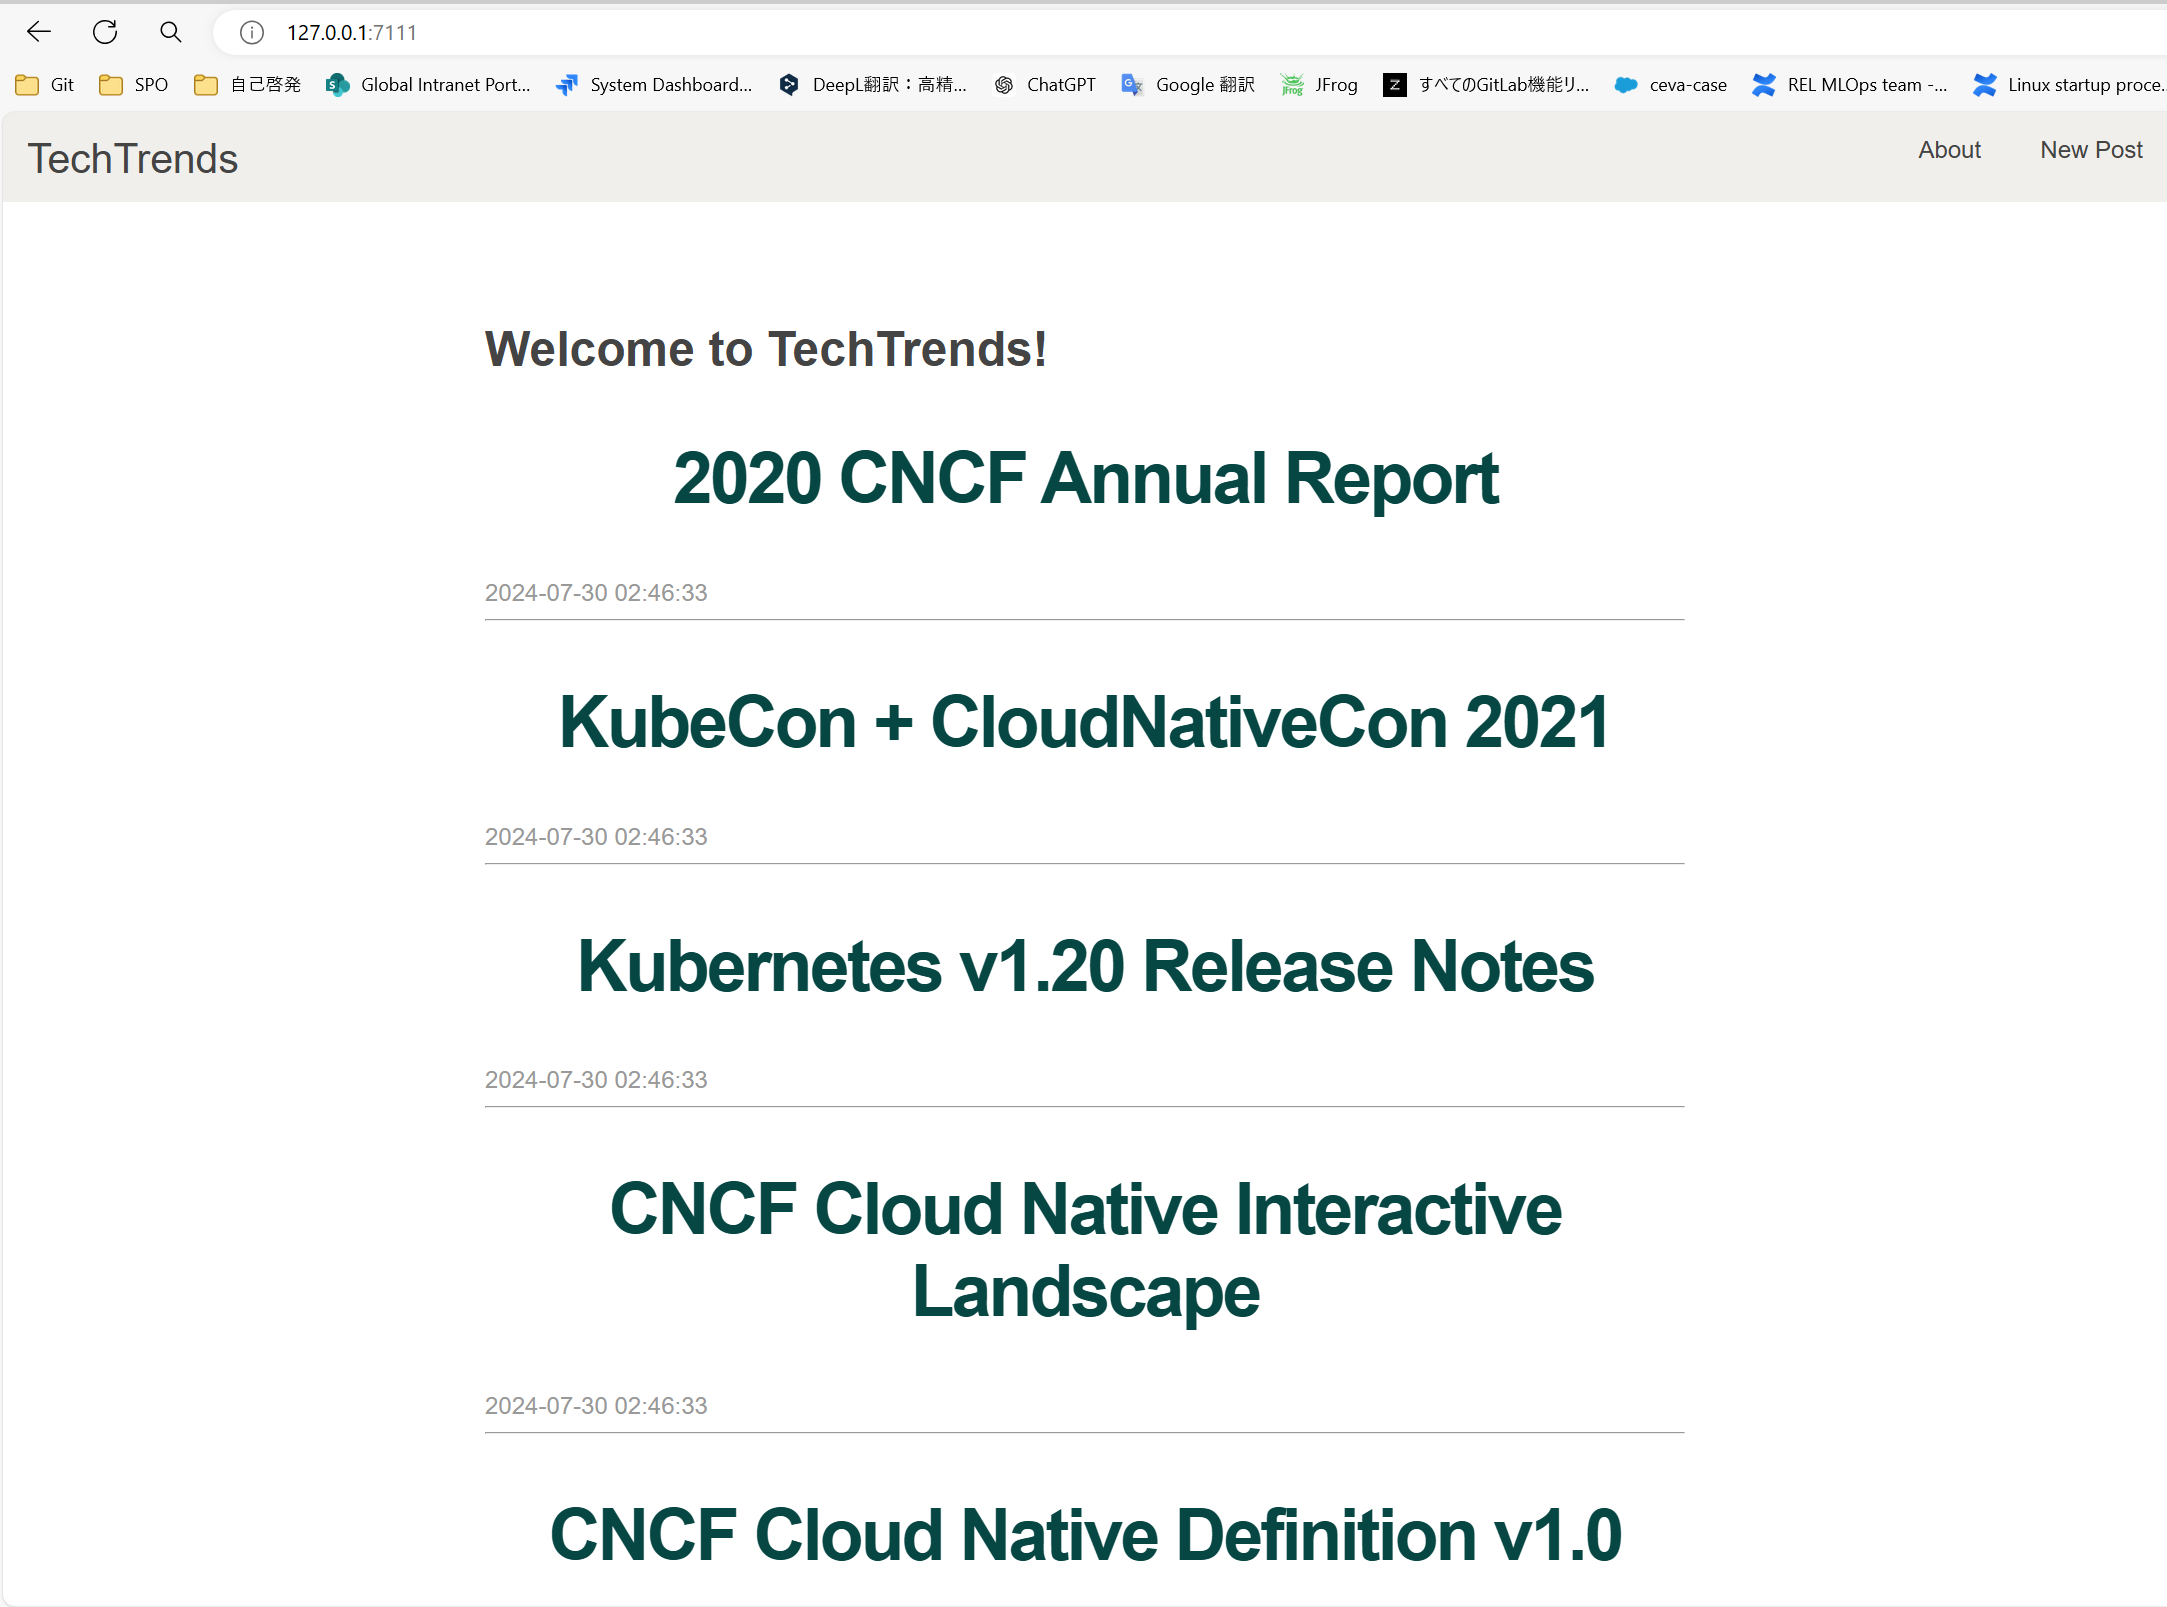 127.0.0.1:7111
Git SPO 自己啓発 Global Intranet Port... System Dashboard... DeepL翻訳：高精... ChatGPT Google 翻訳 JFrog すべてのGitLab機能リ... ceva-case REL MLOps team -... Linux startup proce...
TechTrends About New Post
Welcome to TechTrends!
2020 CNCF Annual Report
2024-07-30 02:46:33
KubeCon + CloudNativeCon 2021
2024-07-30 02:46:33
Kubernetes v1.20 Release Notes
2024-07-30 02:46:33
CNCF Cloud Native Interactive
Landscape
2024-07-30 02:46:33
CNCF Cloud Native Definition v1.0